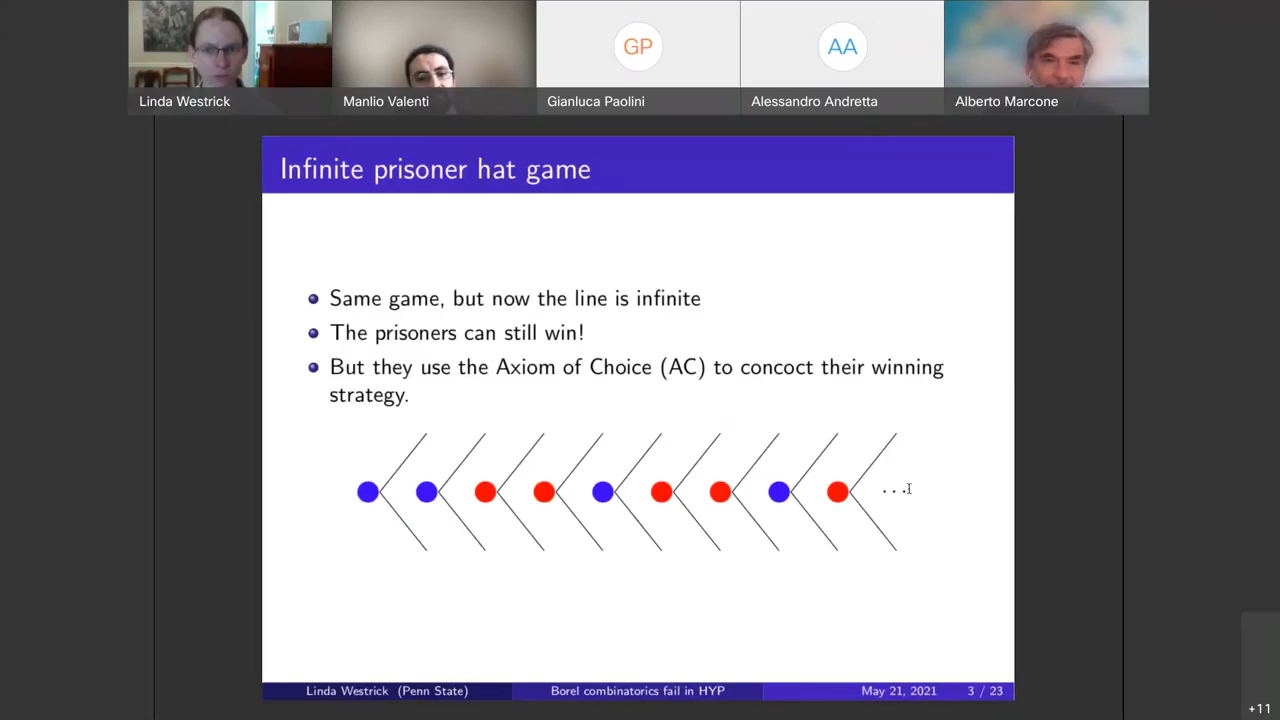 GP
AA
Linda Westrick
Manlio Valenti
Gianluca Paolini
Alessandro Andretta
Alberto Marcone
Infinite prisoner hat game
Same game, but now the line is infinite
The prisoners can still win!
But they use the Axiom of Choice (AC) to concoct their winning
strategy.
...
Linda Westrick (Penn State)
Borel combinatorics fail in HYP
May 21, 2021
3 / 23
+11